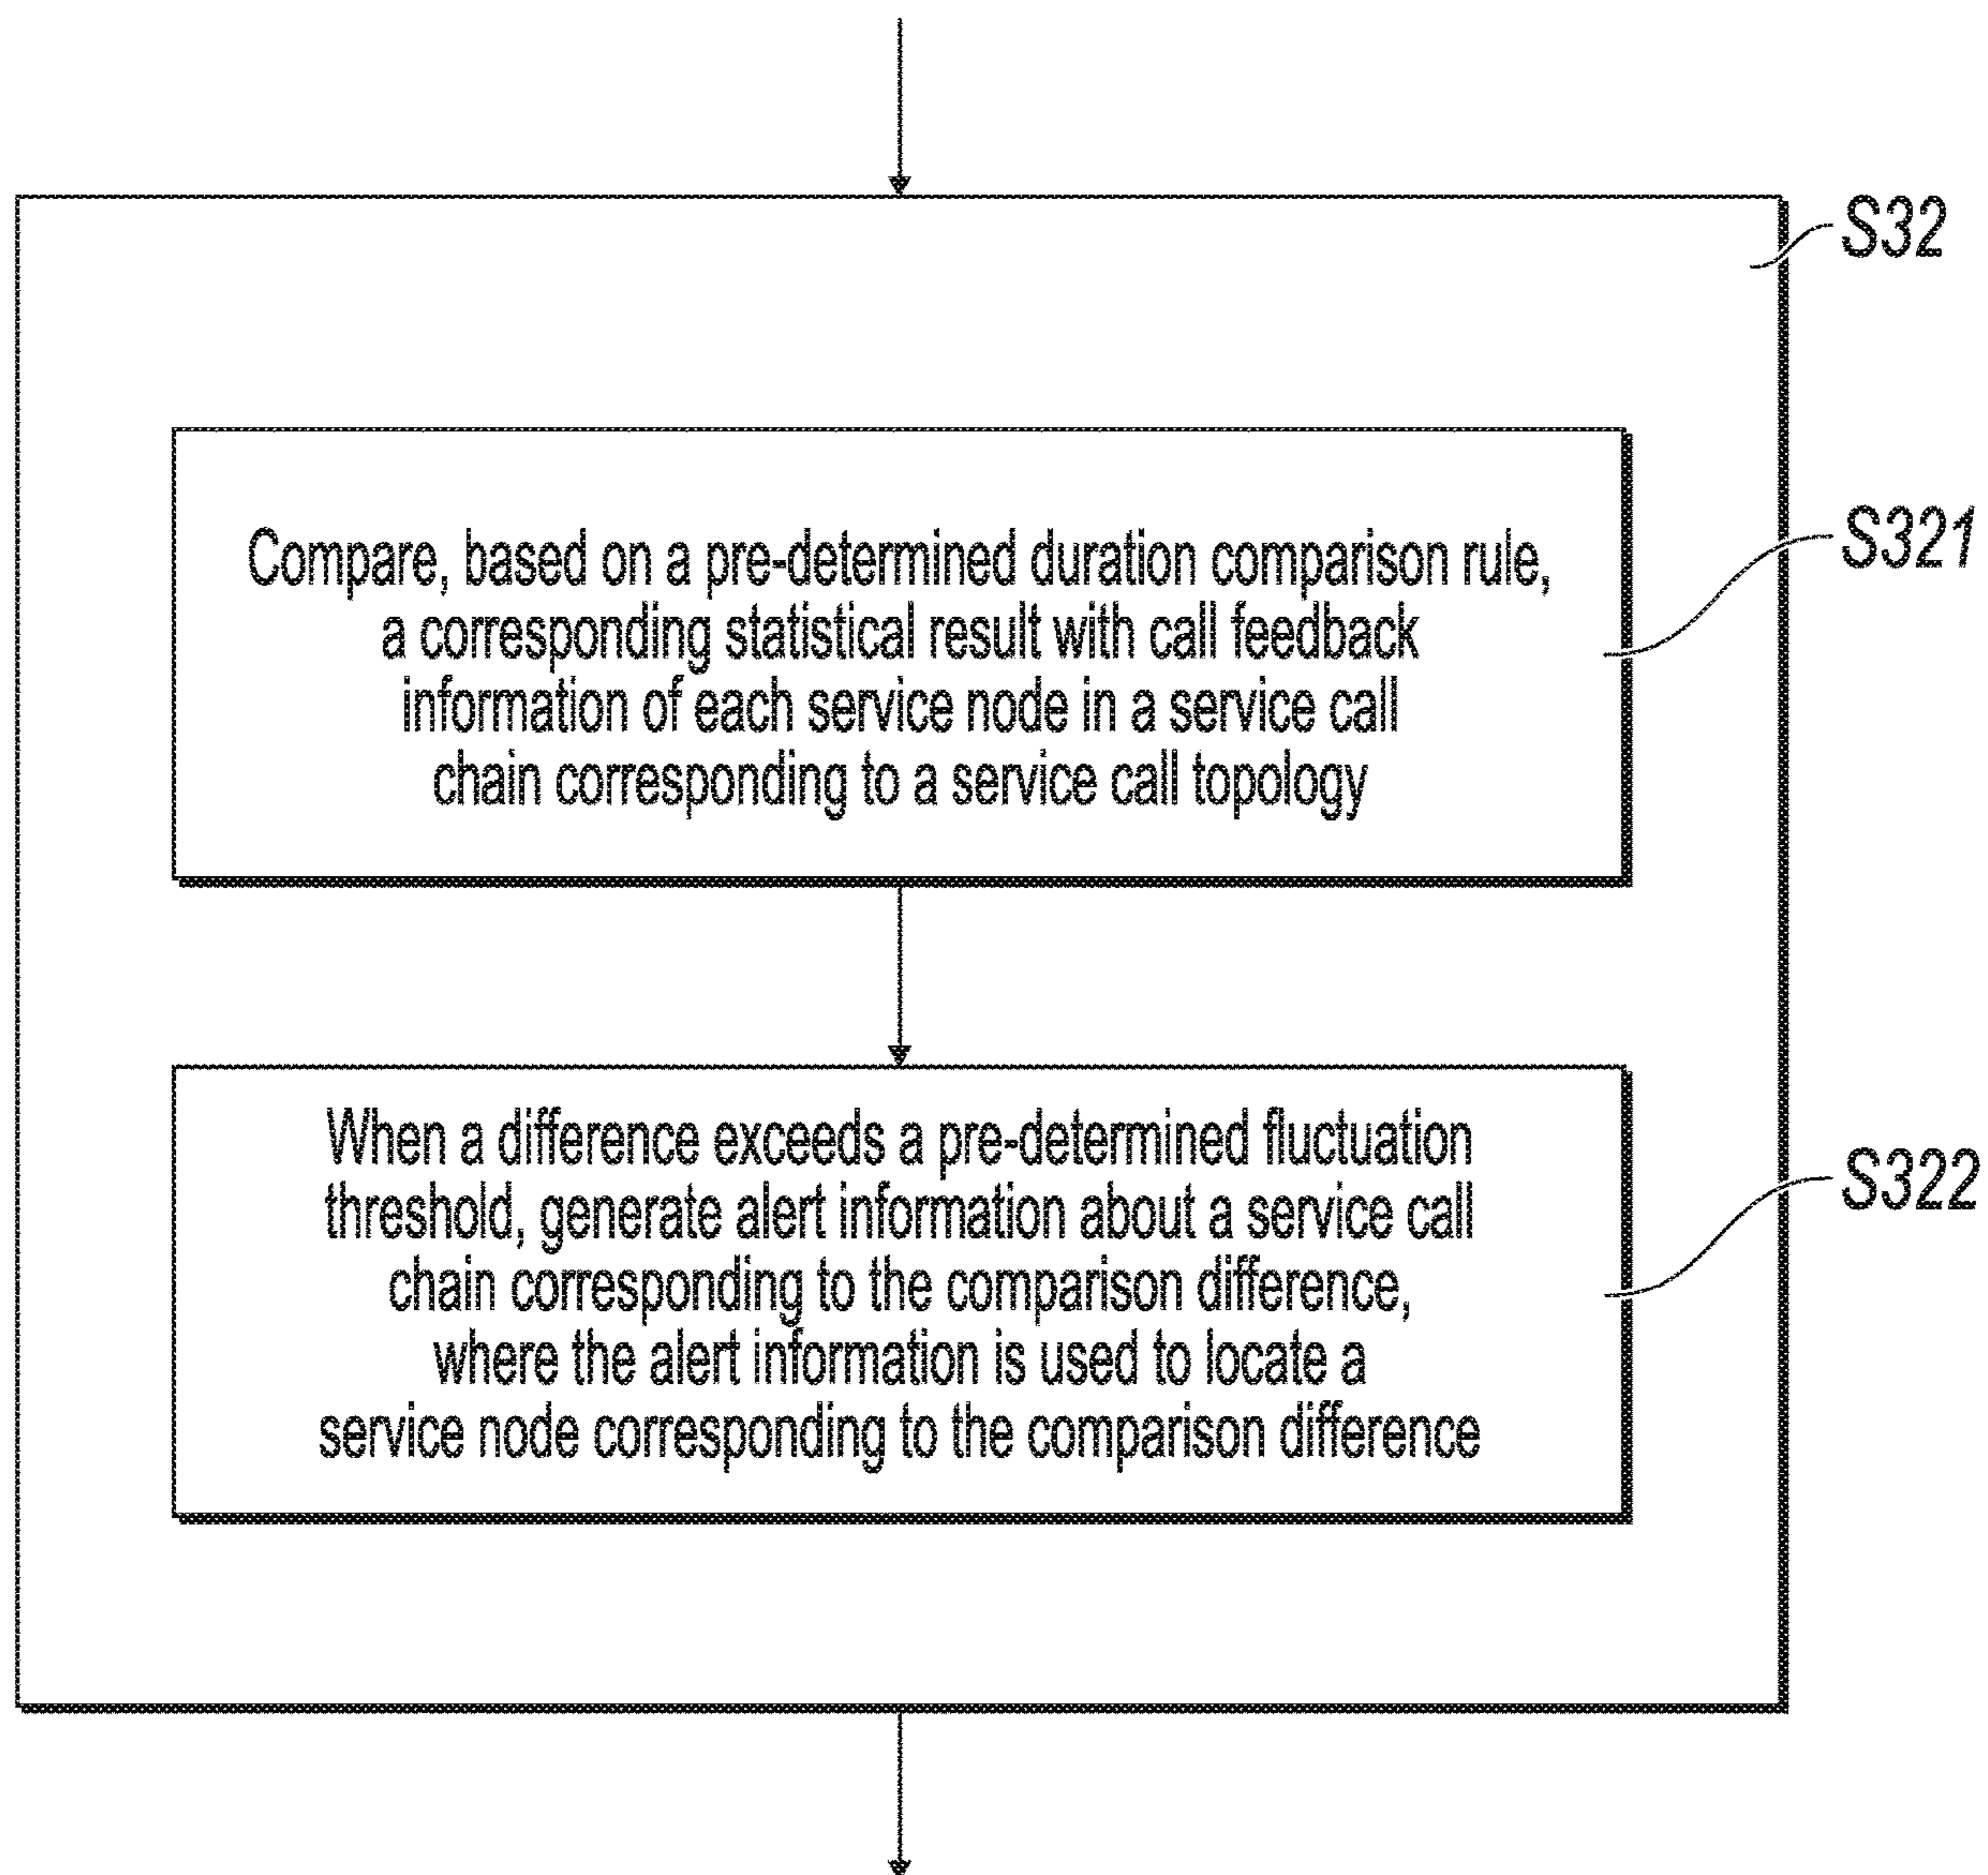 S32
Compare, based on a pre-determined duration comparison rule,
a corresponding statistical result with call feedback
information of each service node in a service call
chain corresponding to a service call topology
S321
When a difference exceeds a pre-determined fluctuation
threshold, generate alert information about a service call
chain corresponding to the comparison difference,
where the alert information is used to locate a
service node corresponding to the comparison difference
S322